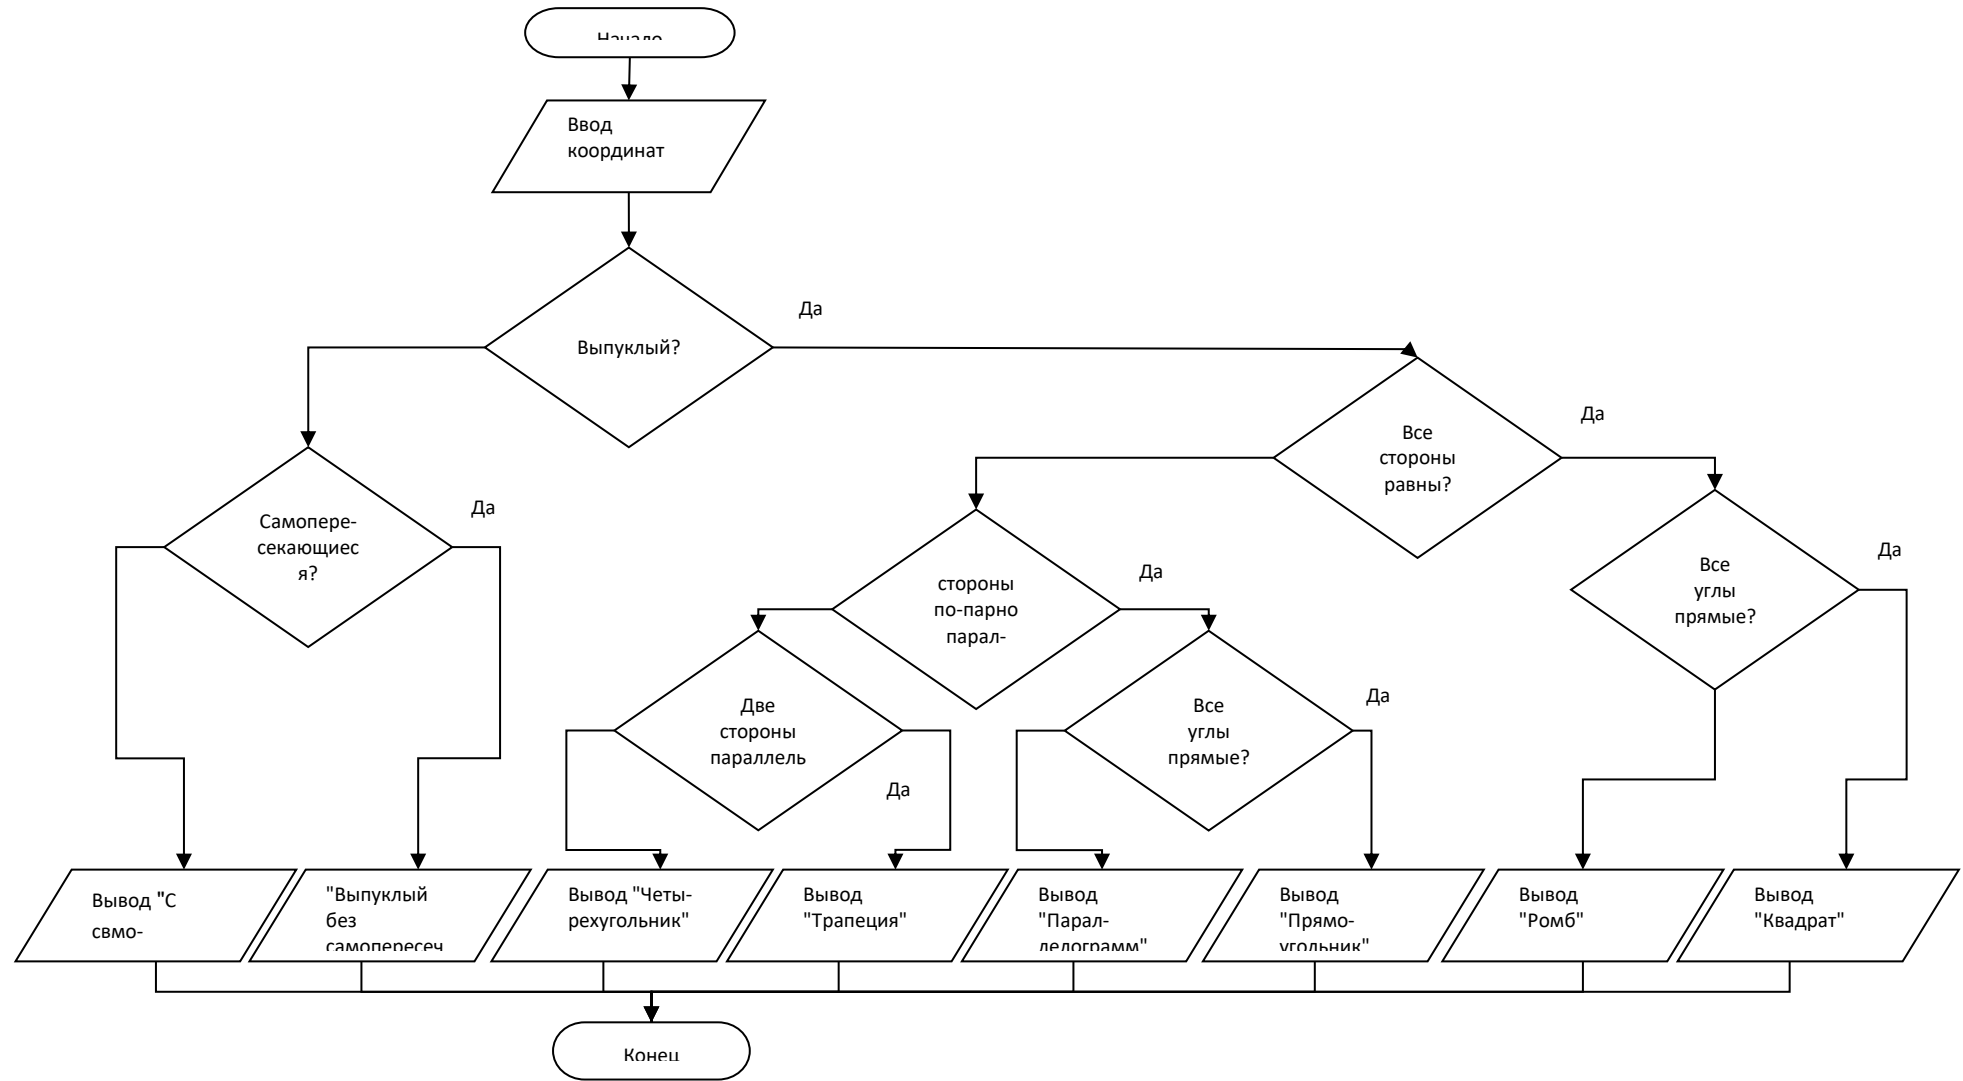 Начало
Ввод
координат
Выпуклый?
Да
Все
стороны
равны?
Да
Самопере-
секающиес
я?
Да
стороны
по-парно
парал-
Да
Все
углы
прямые?
Да
Две
стороны
параллель
Да
Все
углы
прямые?
Да
Вывод "С
свмо-
"Выпуклый
без
самопересеч
Вывод "Четы-
рехугольник"
Вывод
"Трапеция"
Вывод
"Парал-
лелограмм"
Вывод
"Прямо-
угольник"
Вывод
"Ромб"
Вывод
"Квадрат"
Конец